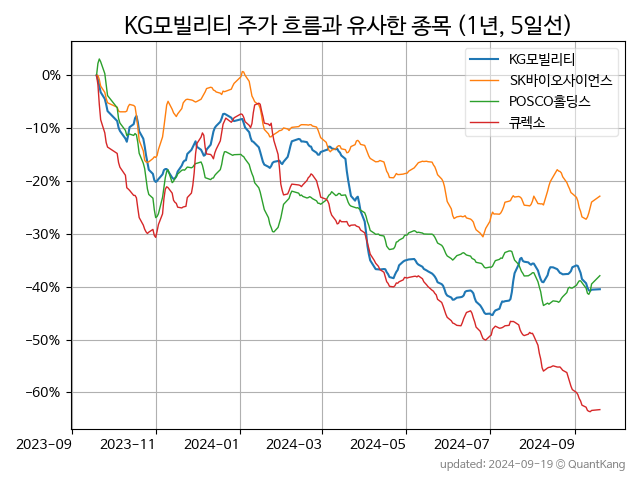 KG모빌리티 주가 흐름과 유사한 종목 (1년, 5일선)
KG모빌리티
SK바이오사이언스
POSCO홀딩스
큐렉소
0%
−10%
−20%
−30%
−40%
−50%
−60%
2023-09 2023-11 2024-01 2024-03 2024-05 2024-07 2024-09
updated: 2024-09-19 © QuantKang